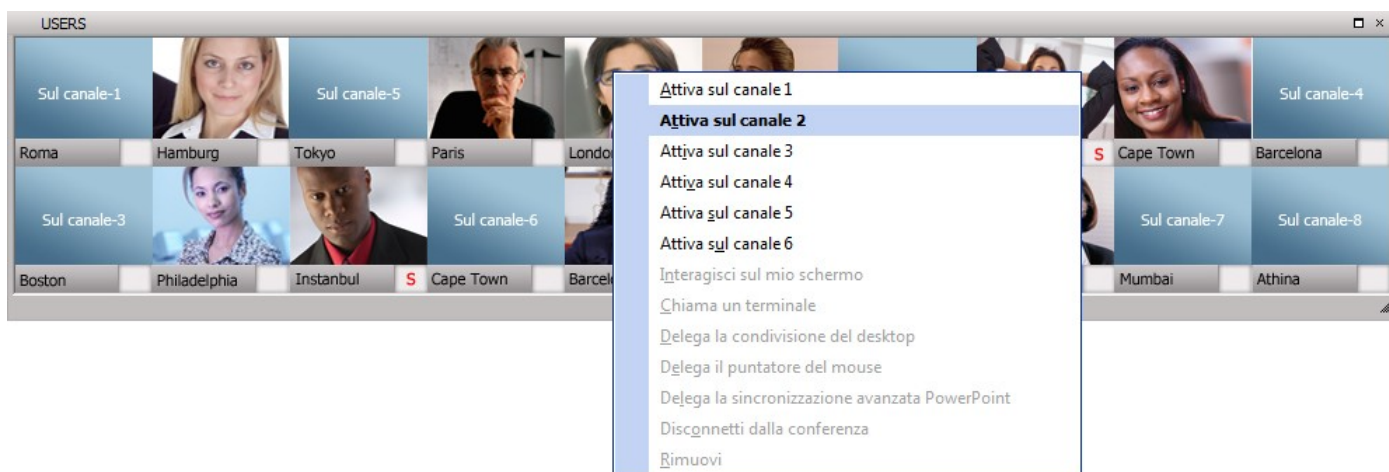 USERS
Sul canale-1
Sul canale-5
Sul canale-4
Roma
Hamburg
Tokyo
Paris
S
Cape Town
Barcelona
Sul canale-3
Sul canale-6
Sul canale-7
Sul canale-8
Boston
Philadelphia
Instanbul
S
Cape Town
Mumbai
Athina
Attiva sul canale 1
Attiva sul canale 2
Attiva sul canale 3
Attiva sul canale 4
Attiva sul canale 5
Attiva sul canale 6
Interagisci sul mio schermo
Chiama un terminale
Delega la condivisione del desktop
Delega il puntatore del mouse
Delega la sincronizzazione avanzata PowerPoint
Disconnetti dalla conferenza
Rimuovi